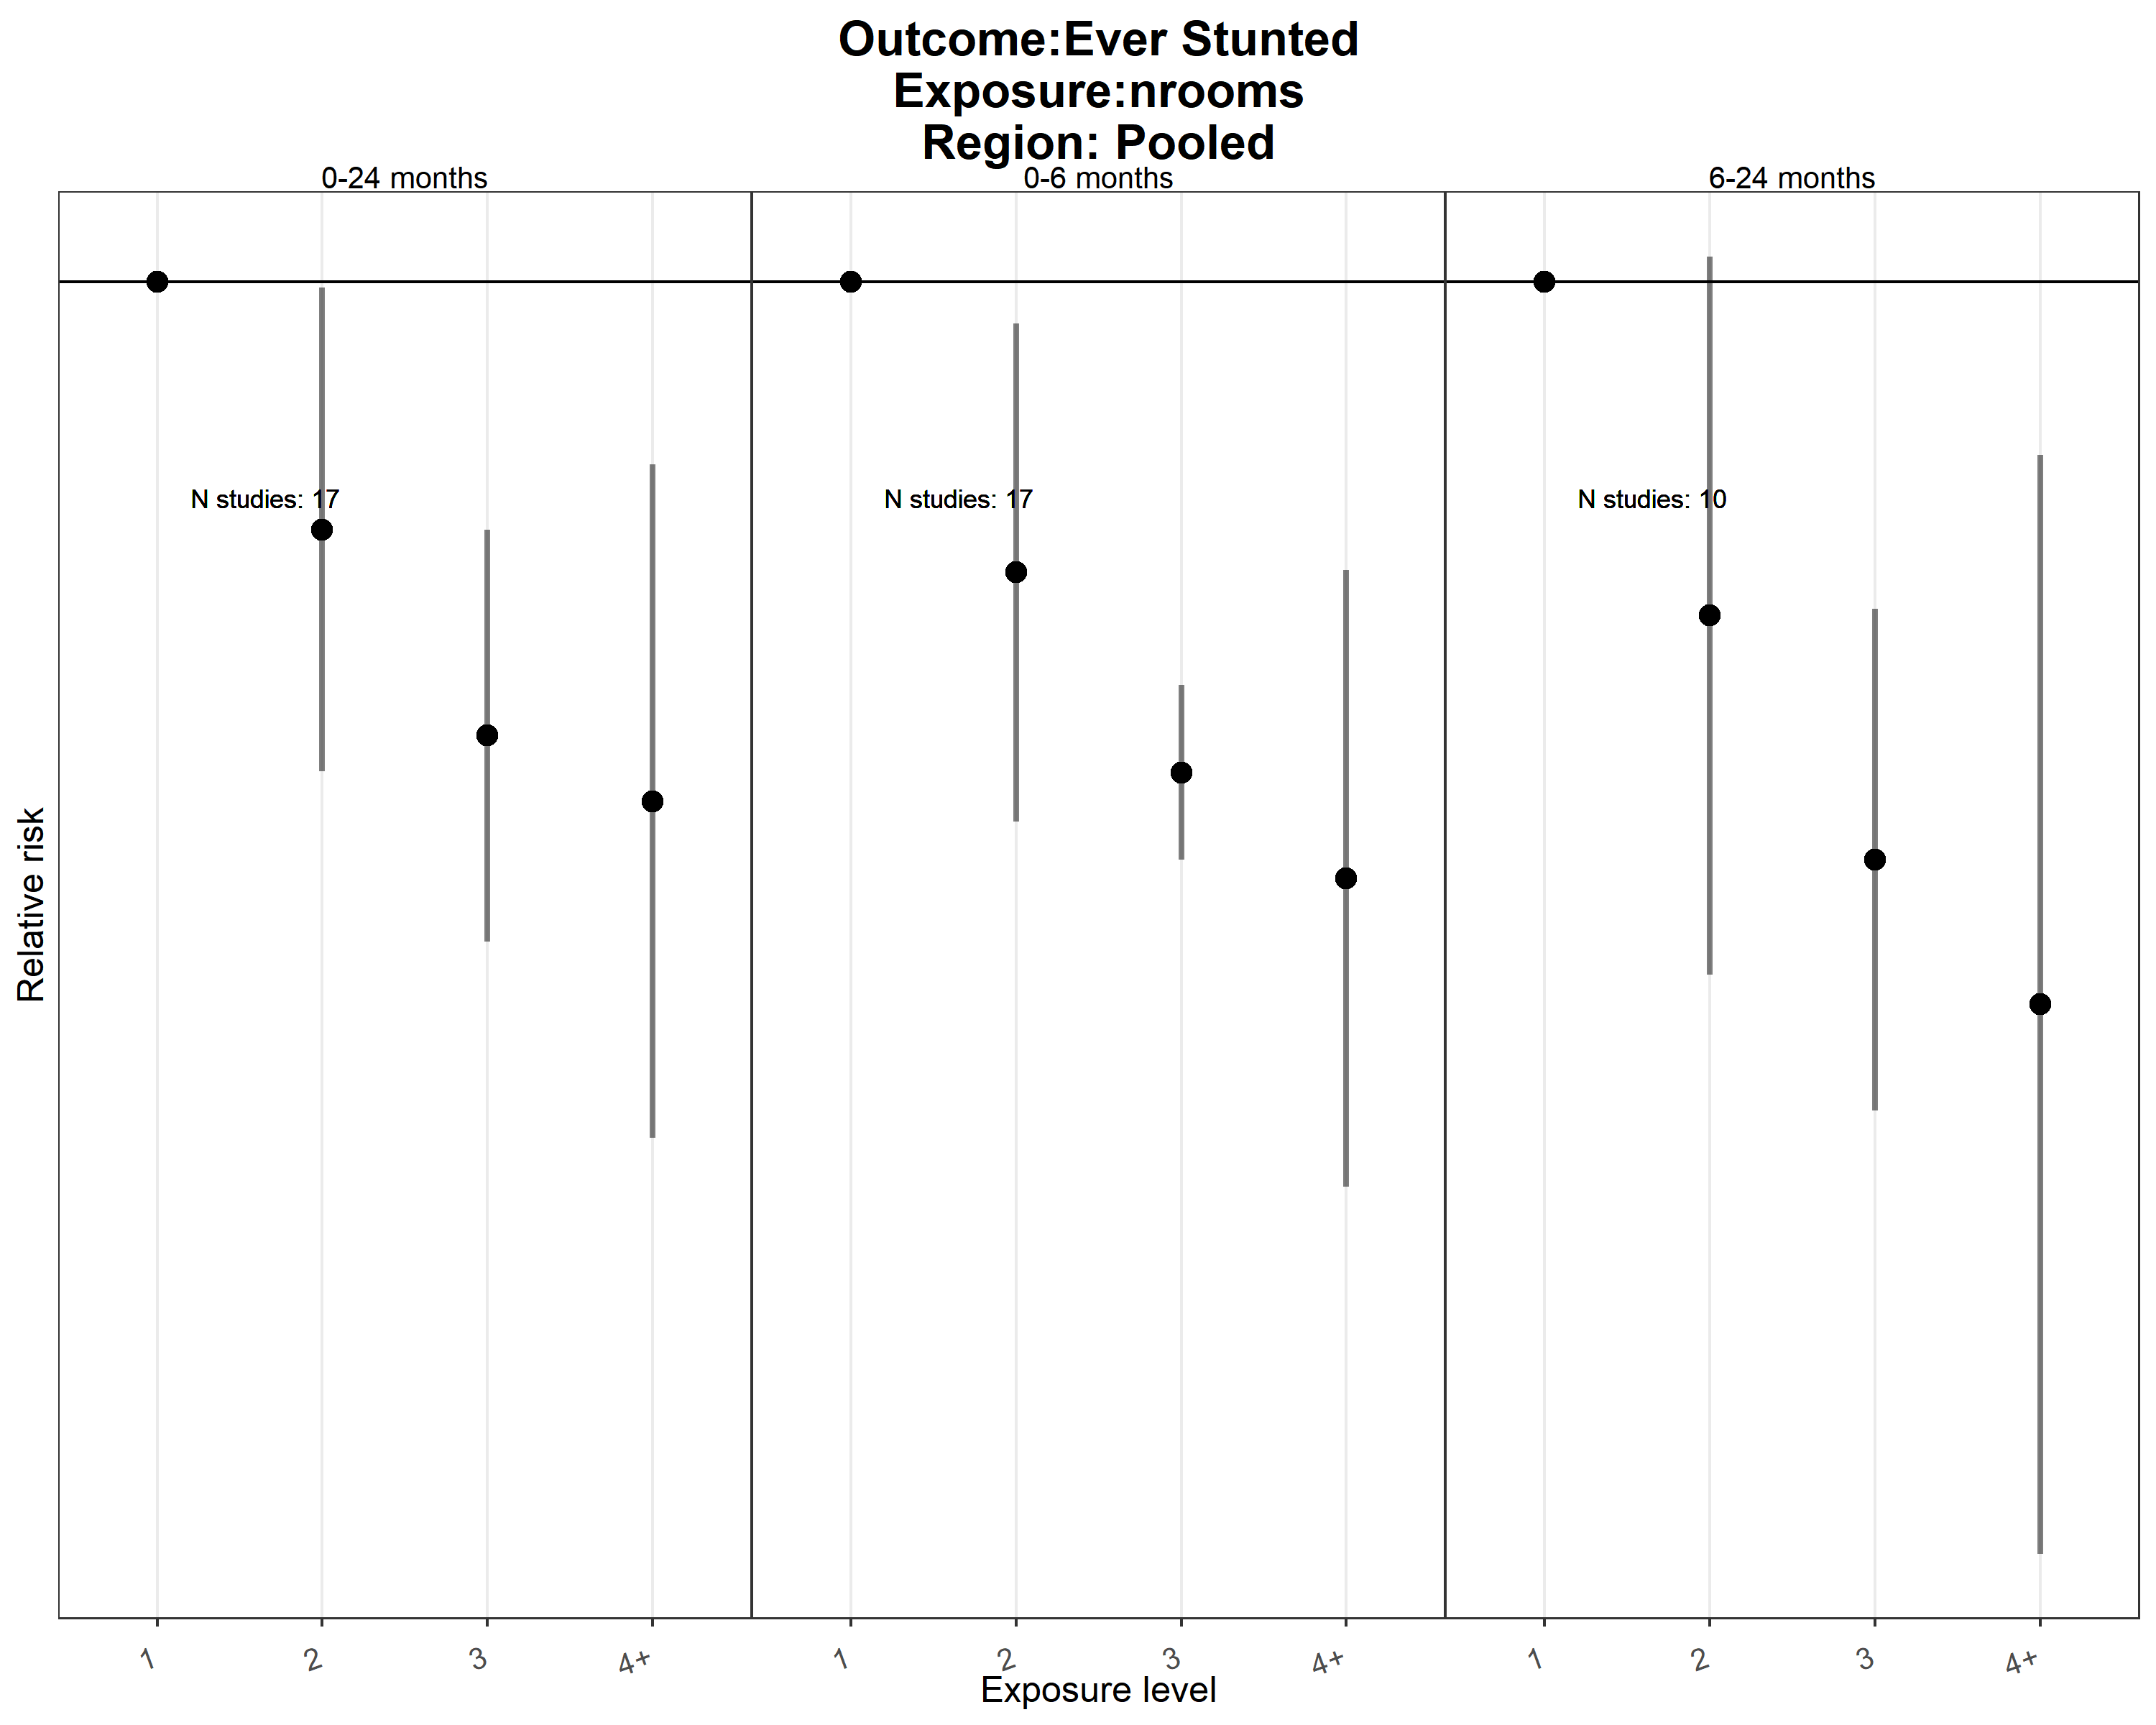 Outcome:Ever Stunted
Exposure:nrooms
Region: Pooled
0-24 months
0-6 months
6-24 months
N studies: 17
N studies: 17
N studies: 10
Relative risk
1
2
3
4+
1
2
3
4+
1
2
3
4+
Exposure level